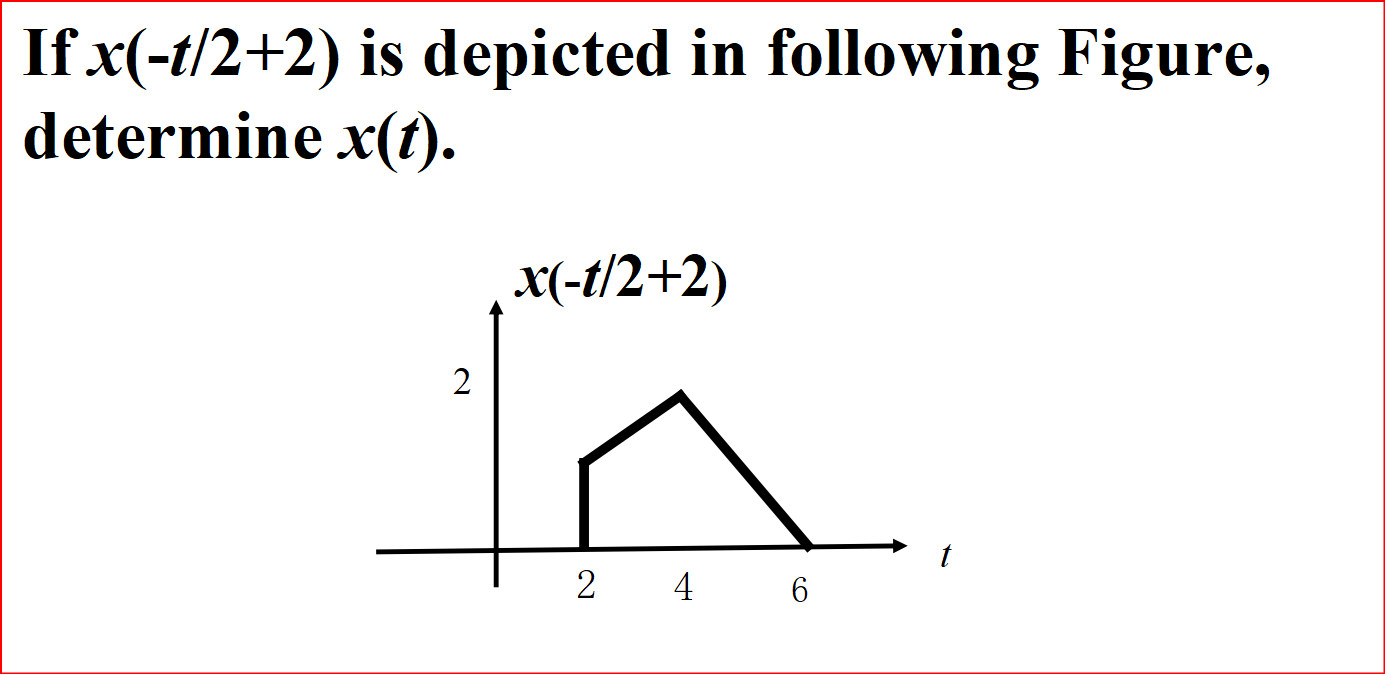 If x(-t/2+2) is depicted in following Figure,
determine x(t).
x(-t/2+2)
2
t
2 4 6